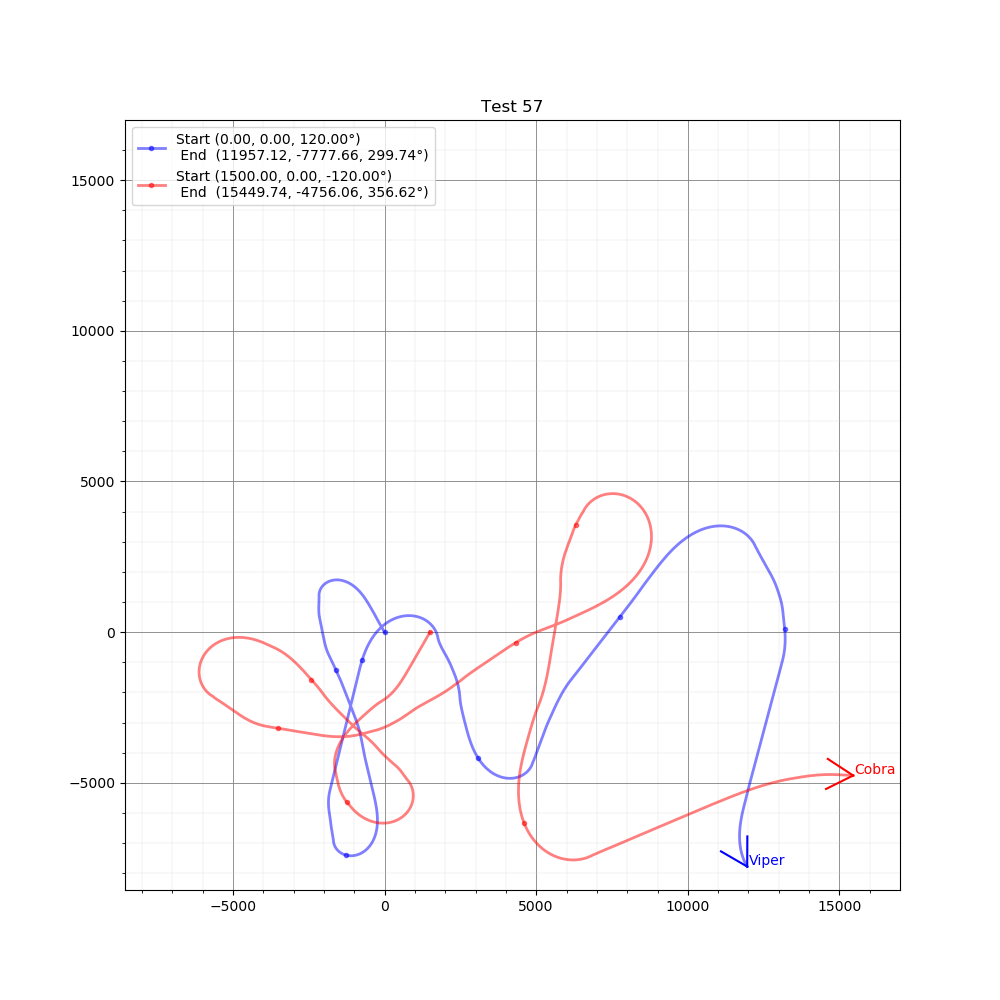 Test 57
Start (0.00, 0.00, 120.00°)
End (11957.12, -7777.66, 299.74°)
Start (1500.00, 0.00, -120.00°)
End (15449.74, -4756.06, 356.62°)
15000
10000
5000
0
−5000
Cobra
Viper
−5000
0
5000
10000
15000